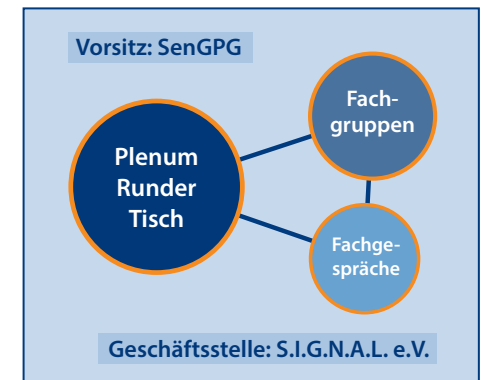 Vorsitz: SenGPG
Fach-
gruppen
Plenum
Runder
Tisch
Fachge-
spräche
Geschäftsstelle: S.I.G.N.A.L. e.V.